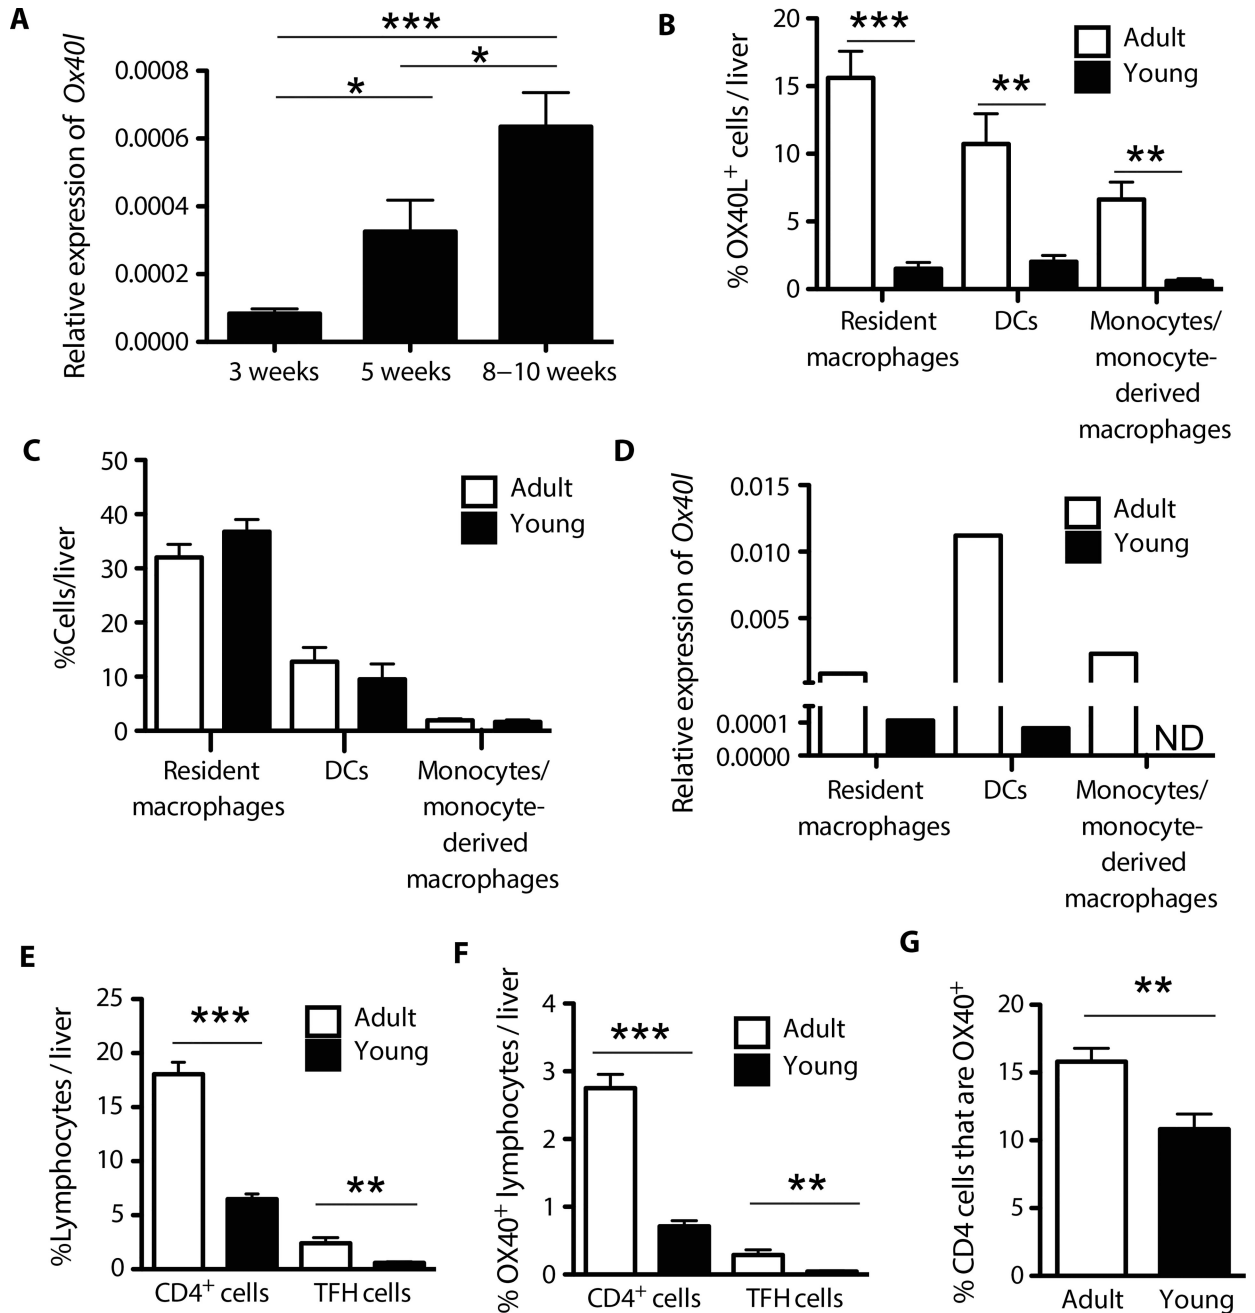 A
Relative expression of Ox40l
0.0008
0.0006
0.0004
0.0002
0.0000
***
*
*
3 weeks
5 weeks
8–10 weeks
B
% OX40L+ cells / liver
20
15
10
5
0
***
**
**
Adult
Young
Resident
macrophages
DCs
Monocytes/
monocyte-
derived
macrophages
C
%Cells/liver
50
40
30
20
10
0
Adult
Young
Resident
macrophages
DCs
Monocytes/
monocyte-
derived
macrophages
D
Relative expression of Ox40l
0.015
0.010
0.005
0.0001
0.0000
Adult
Young
ND
Resident
macrophages
DCs
Monocytes/
monocyte-
derived
macrophages
E
%Lymphocytes / liver
25
20
15
10
5
0
***
**
Adult
Young
CD4+ cells
TFH cells
F
% OX40+ lymphocytes / liver
4
3
2
1
0
***
**
Adult
Young
CD4+ cells
TFH cells
G
% CD4 cells that are OX40+
20
15
10
5
0
**
Adult
Young